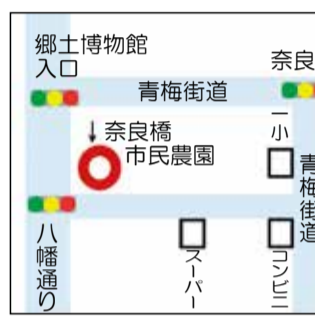 郷土博物館
入口
奈良
青梅街道
↓奈良橋
市民農園
一小
青梅街道
八幡通り
スーパー
コンビニ